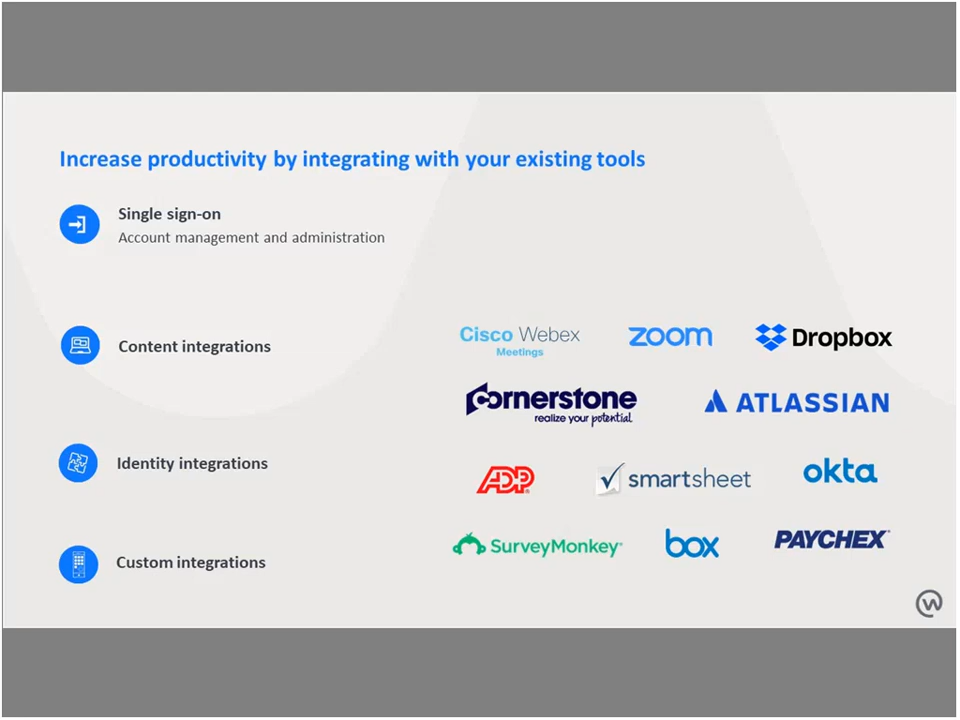 Increase productivity by integrating with your existing tools
Single sign-on
Account management and administration
Content integrations
Cisco Webex
Meetings
zoom
Dropbox
Cornerstone
realize your potential
ATLASSIAN
Identity integrations
ADP
smartsheet
okta
SurveyMonkey
box
PAYCHEX
Custom integrations
W